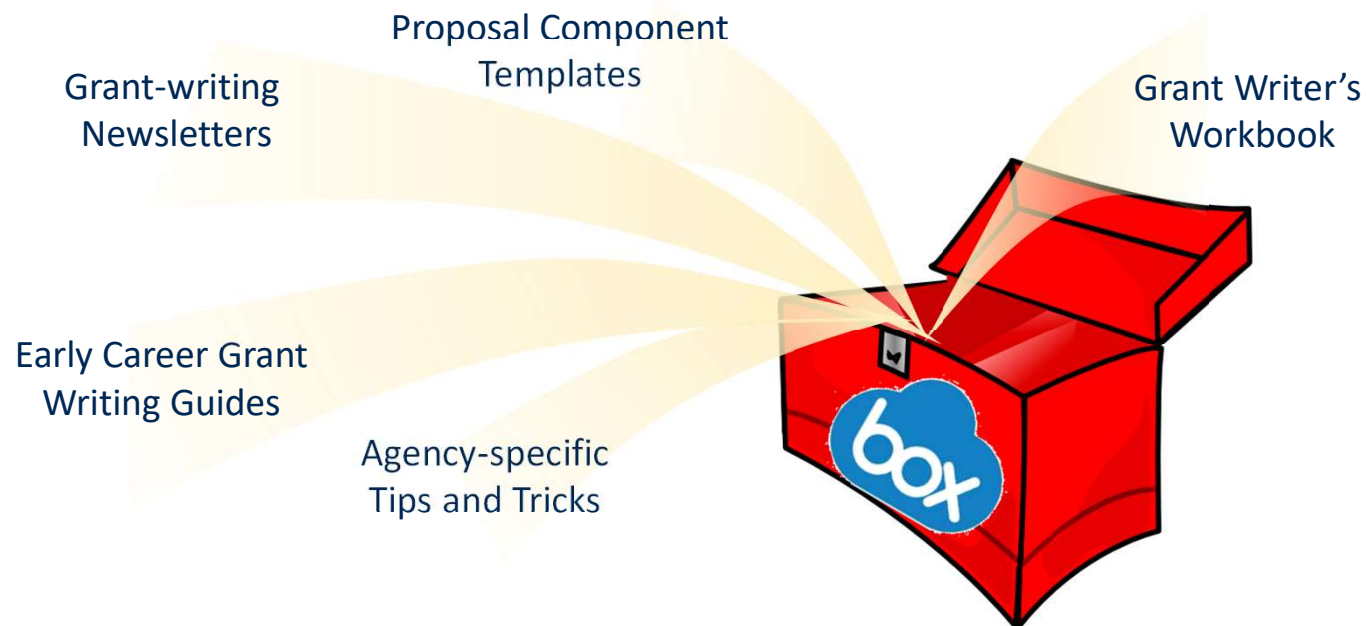 Proposal Component
Templates
Grant-writing
Newsletters
Grant Writer’s
Workbook
Early Career Grant
Writing Guides
Agency-specific
Tips and Tricks
box